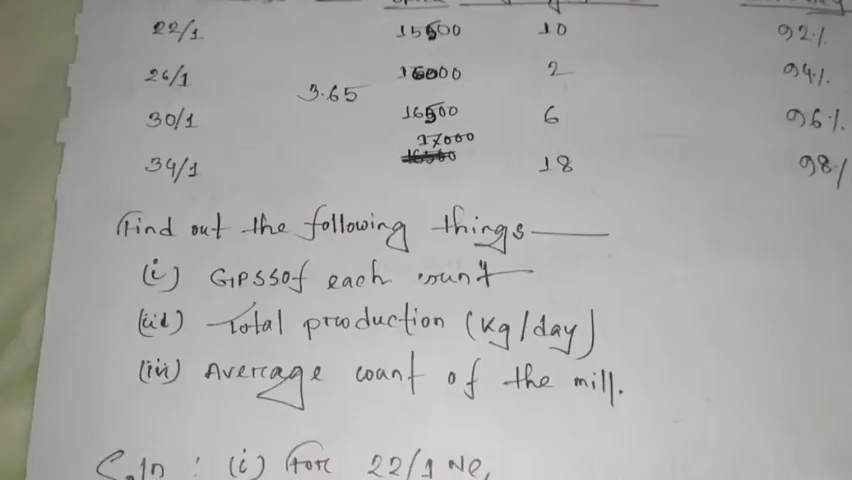 22/1 15500 10 92%
26/1 16000 2 94%
3.65
30/1 16500 6 96%
17000
34/1 18 98%
Find out the following things
(i) GPSS of each count
(ii) Total production (kg/day)
(iii) Average count of the mill.
Soln : (i) For 22/1 Ne,